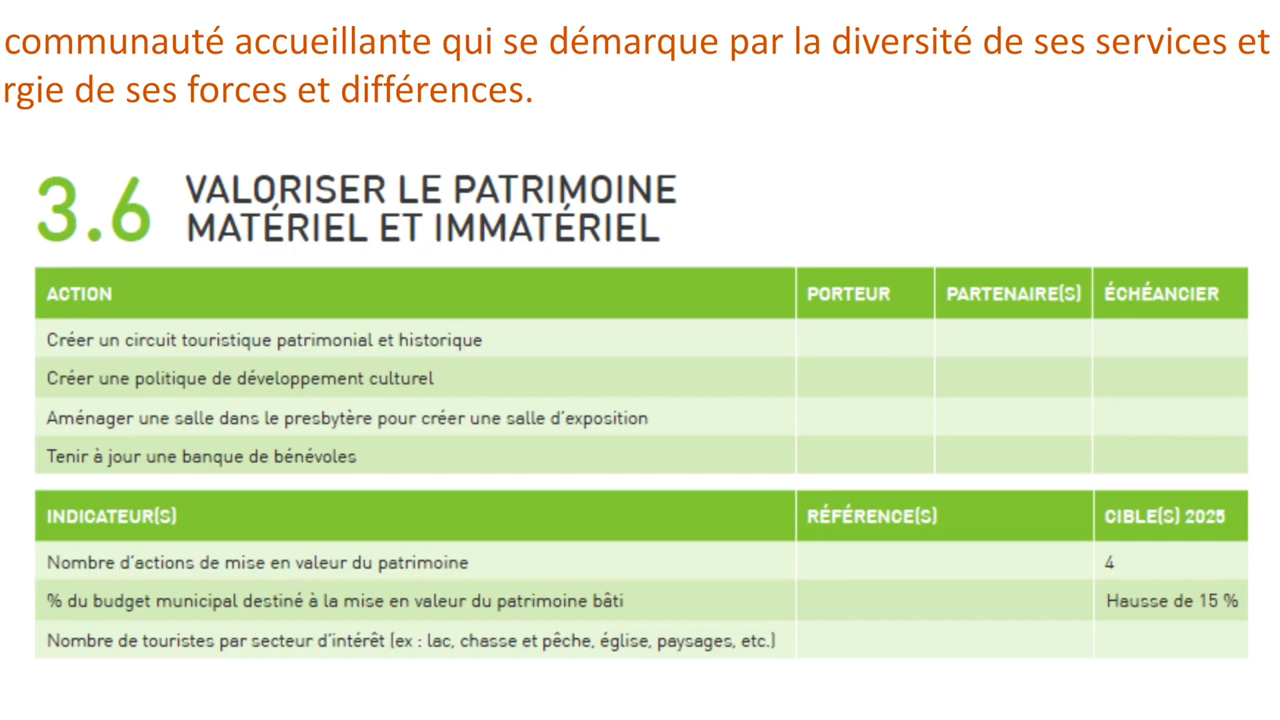 communauté accueillante qui se démarque par la diversité de ses services et
rgie de ses forces et différences.
3.6 VALORISER LE PATRIMOINE
MATÉRIEL ET IMMATÉRIEL
ACTION PORTEUR PARTENAIRE(S) ÉCHÉANCIER
Créer un circuit touristique patrimonial et historique
Créer une politique de développement culturel
Aménager une salle dans le presbytère pour créer une salle d'exposition
Tenir à jour une banque de bénévoles
INDICATEUR(S) RÉFÉRENCE(S) CIBLE(S) 2025
Nombre d'actions de mise en valeur du patrimoine 4
% du budget municipal destiné à la mise en valeur du patrimoine bâti Hausse de 15 %
Nombre de touristes par secteur d'intérêt (ex : lac, chasse et pêche, église, paysages, etc.)